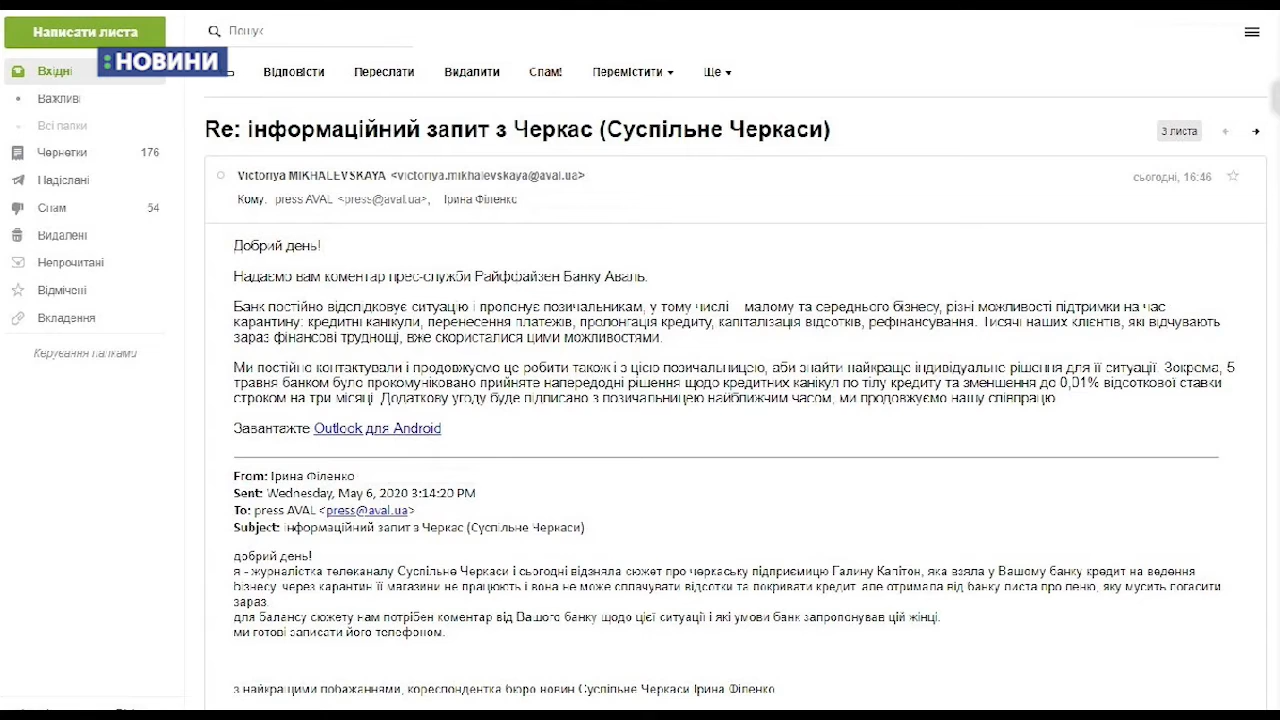 Написати листа
Пошук
:НОВИНИ
Вхідні
Відповісти Переслати Видалити Спам! Перемістити Ще
Важливі
Всі папки
Re: інформаційний запит з Черкас (Суспільне Черкаси)
3 листа
Чернетки 176
Надіслані
Victoriya MIKHALEVSKAYA <victoriya.mikhalevskaya@aval.ua>
сьогодні, 16:46
Кому: press AVAL <press@aval.ua>, Ірина Філенко
Спам 54
Видалені
Непрочитані
Відмічені
Вкладення
Керування папками
Добрий день!
Надаємо вам коментар прес-служби Райффайзен Банку Аваль.
Банк постійно відслідковує ситуацію і пропонує позичальникам, у тому числі – малому та середнього бізнесу, різні можливості підтримки на час
карантину: кредитні канікули, перенесення платежів, пролонгація кредиту, капіталізація відсотків, рефінансування. Тисячі наших клієнтів, які відчувають
зараз фінансові труднощі, вже скористалися цими можливостями.
Ми постійно контактували і продовжуємо це робити також і з цією позичальницею, аби знайти найкраще індивідуальне рішення для її ситуації. Зокрема, 5
травня банком було прокомуніковано прийняте напередодні рішення щодо кредитних канікул по тілу кредиту та зменшення до 0,01% відсоткової ставки
строком на три місяці. Додаткову угоду буде підписано з позичальницею найближчим часом, ми продовжуємо нашу співпрацю.
Завантажте Outlook для Android
From: Ірина Філенко
Sent: Wednesday, May 6, 2020 3:14:20 PM
To: press AVAL <press@aval.ua>
Subject: інформаційний запит з Черкас (Суспільне Черкаси)
добрий день!
я - журналістка телеканалу Суспільне Черкаси і сьогодні відзняла сюжет про черкаську підприємицю Галину Капітон, яка взяла у Вашому банку кредит на ведення
бізнесу. через карантин її магазини не працюють і вона не може сплачувати відсотки та покривати кредит. але отримала від банку листа про пеню, яку мусить погасити
зараз.
для балансу сюжету нам потрібен коментар від Вашого банку щодо цієї ситуації і які умови банк запропонував цій жінці.
ми готові записати його телефоном.
з найкращими побажаннями, кореспондентка бюро новин Суспільне Черкаси Ірина Філенко